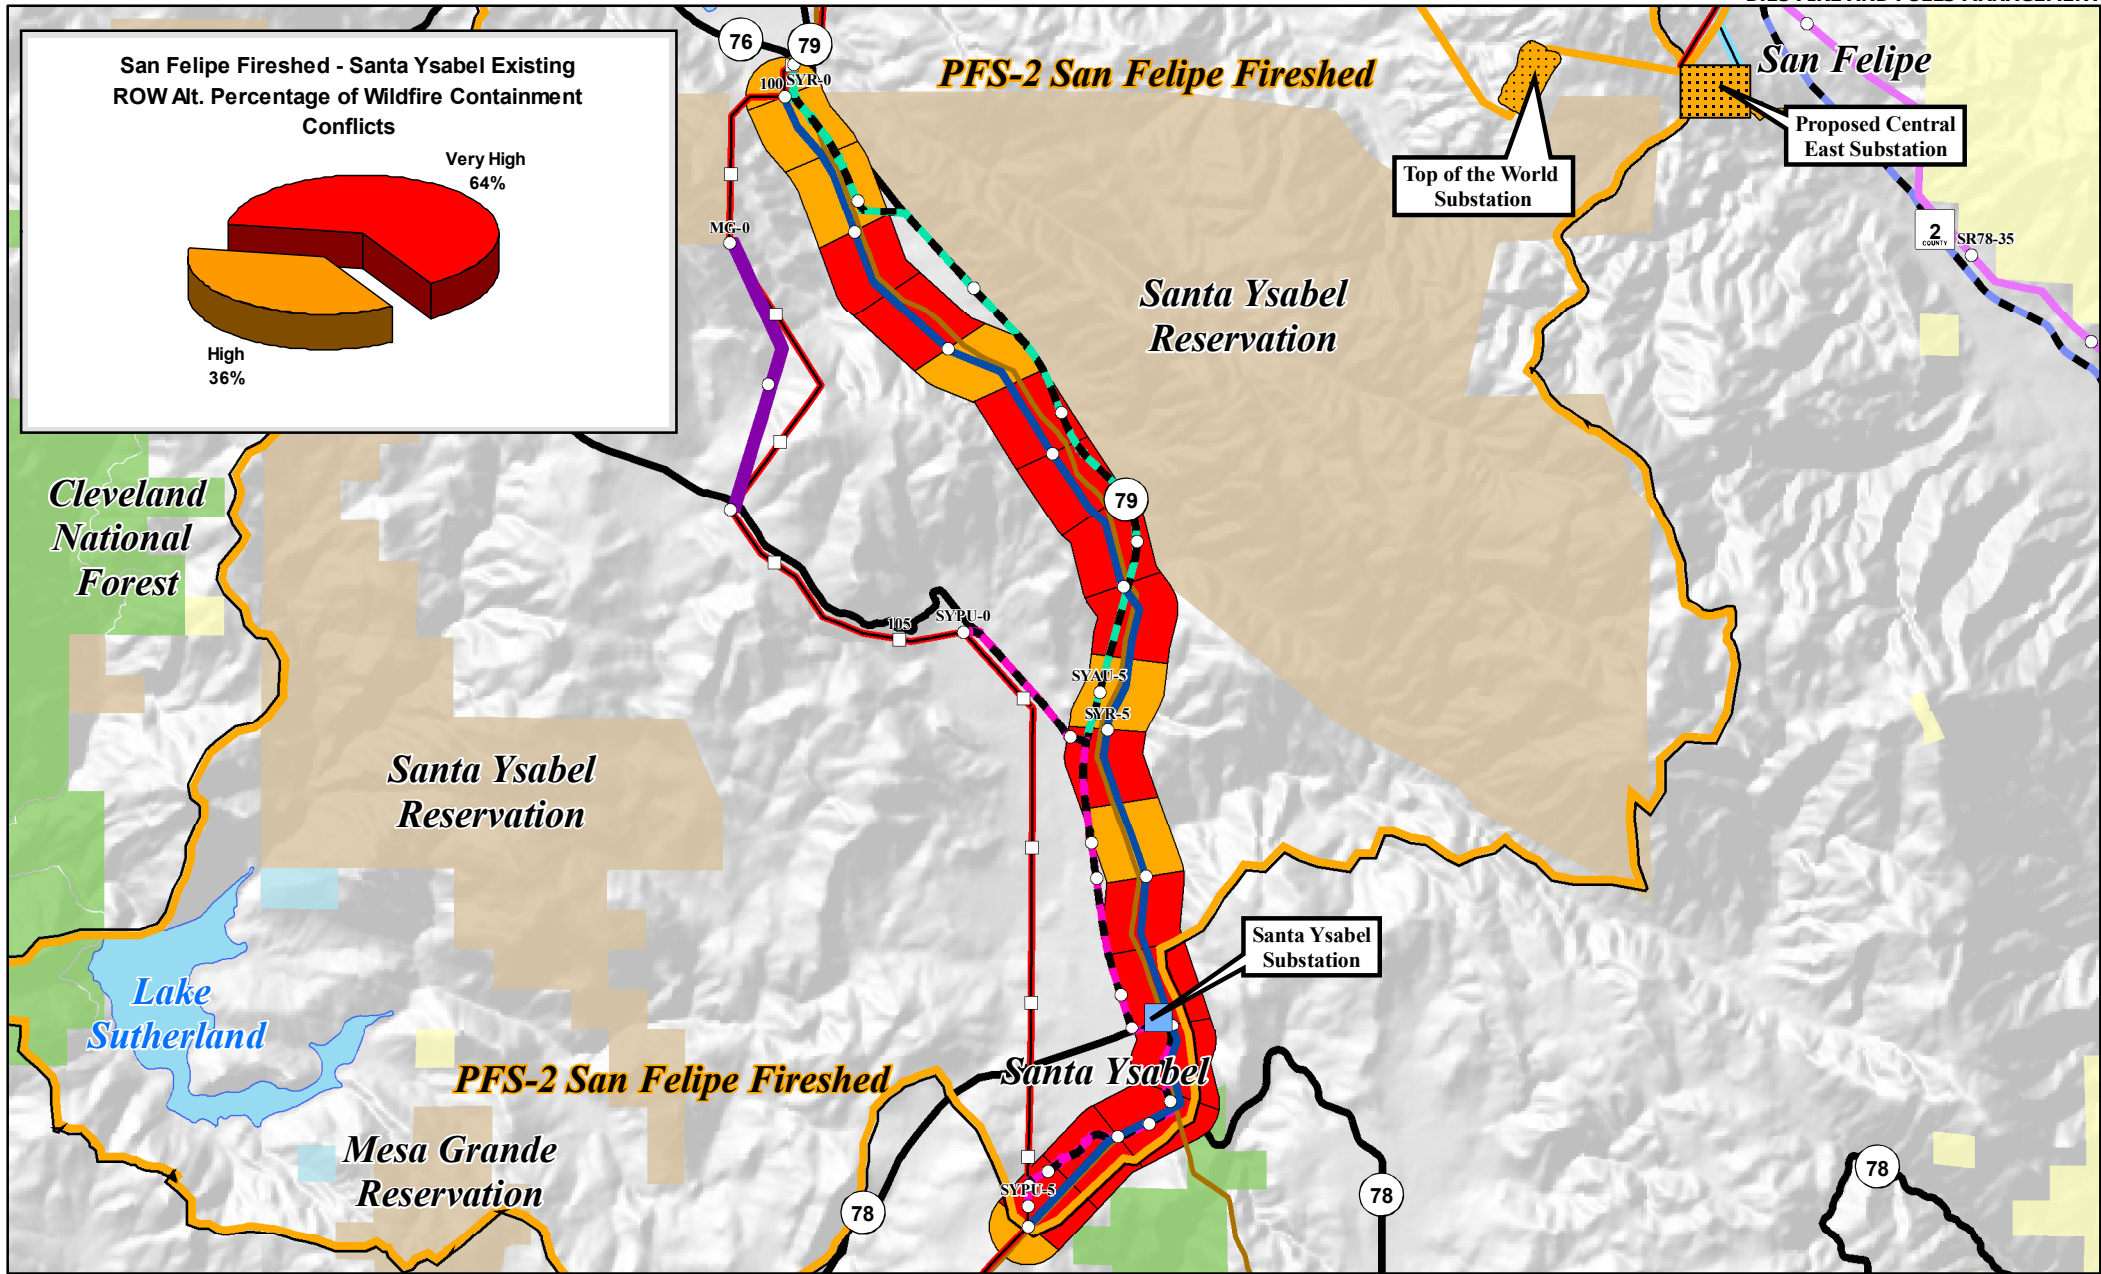 San Felipe Fireshed - Santa Ysabel Existing
ROW Alt. Percentage of Wildfire Containment
Conflicts
Very High
64%
High
36%
76
79
100
SYR-0
PFS-2 San Felipe Fireshed
San Felipe
Proposed Central
East Substation
Top of the World
Substation
MG-0
2
COUNTY
SR78-35
Santa Ysabel
Reservation
Cleveland
National
Forest
79
105
SYPU-0
SYAU-5
SYR-5
Santa Ysabel
Reservation
Santa Ysabel
Substation
Lake
Sutherland
PFS-2 San Felipe Fireshed
Santa Ysabel
Mesa Grande
Reservation
SYPU-5
78
78
78